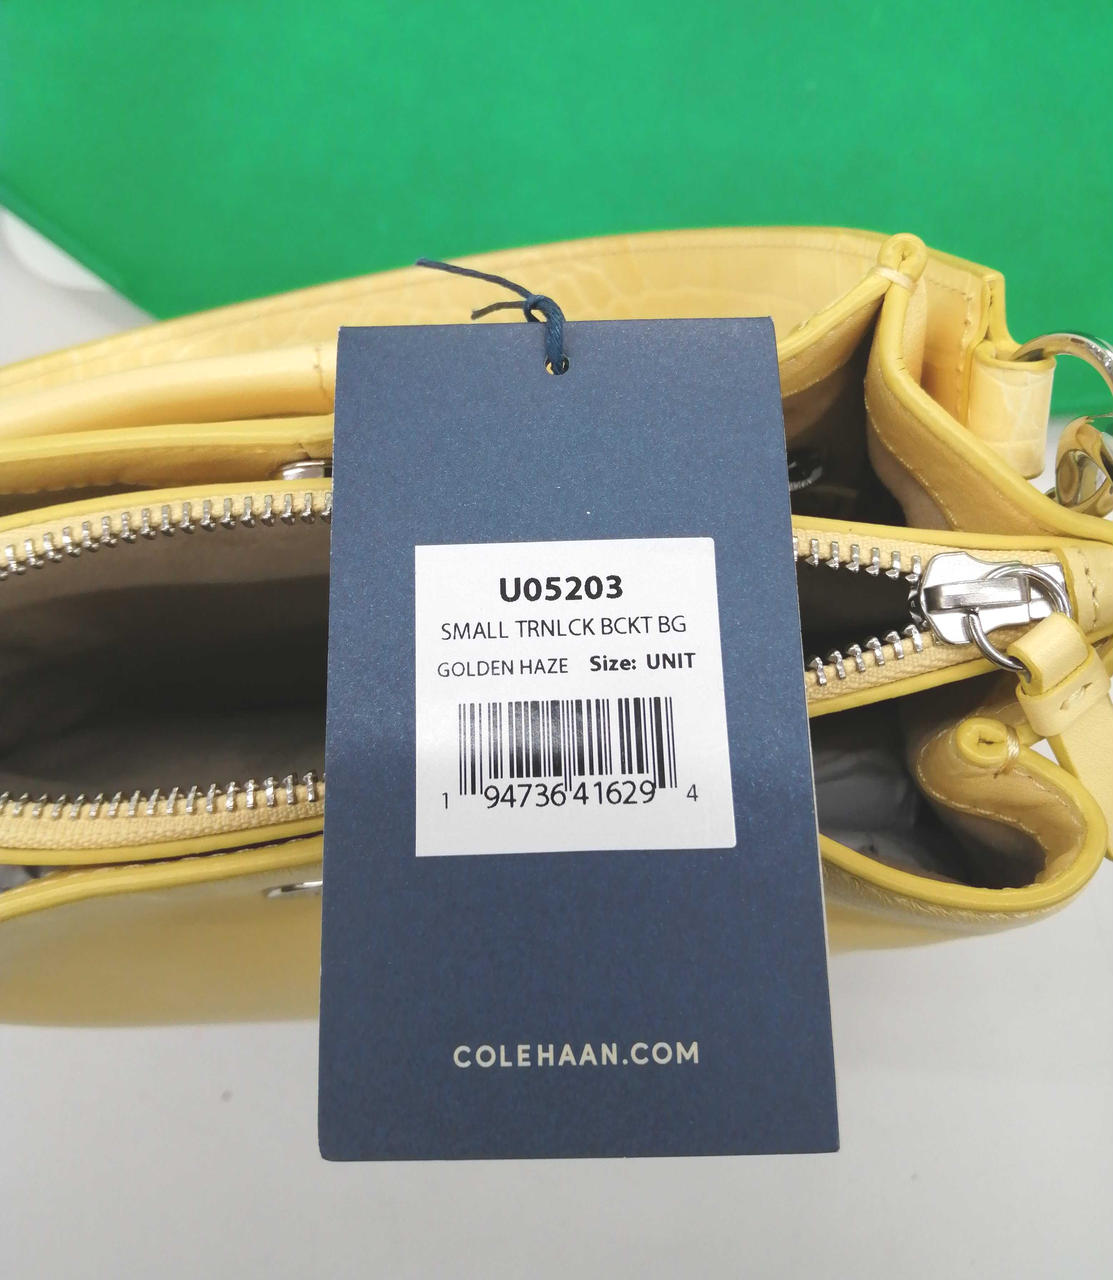 U05203
SMALL TRNLCK BCKT BG
GOLDEN HAZE Size: UNIT
1 94736 41629 4
COLEHAAN.COM